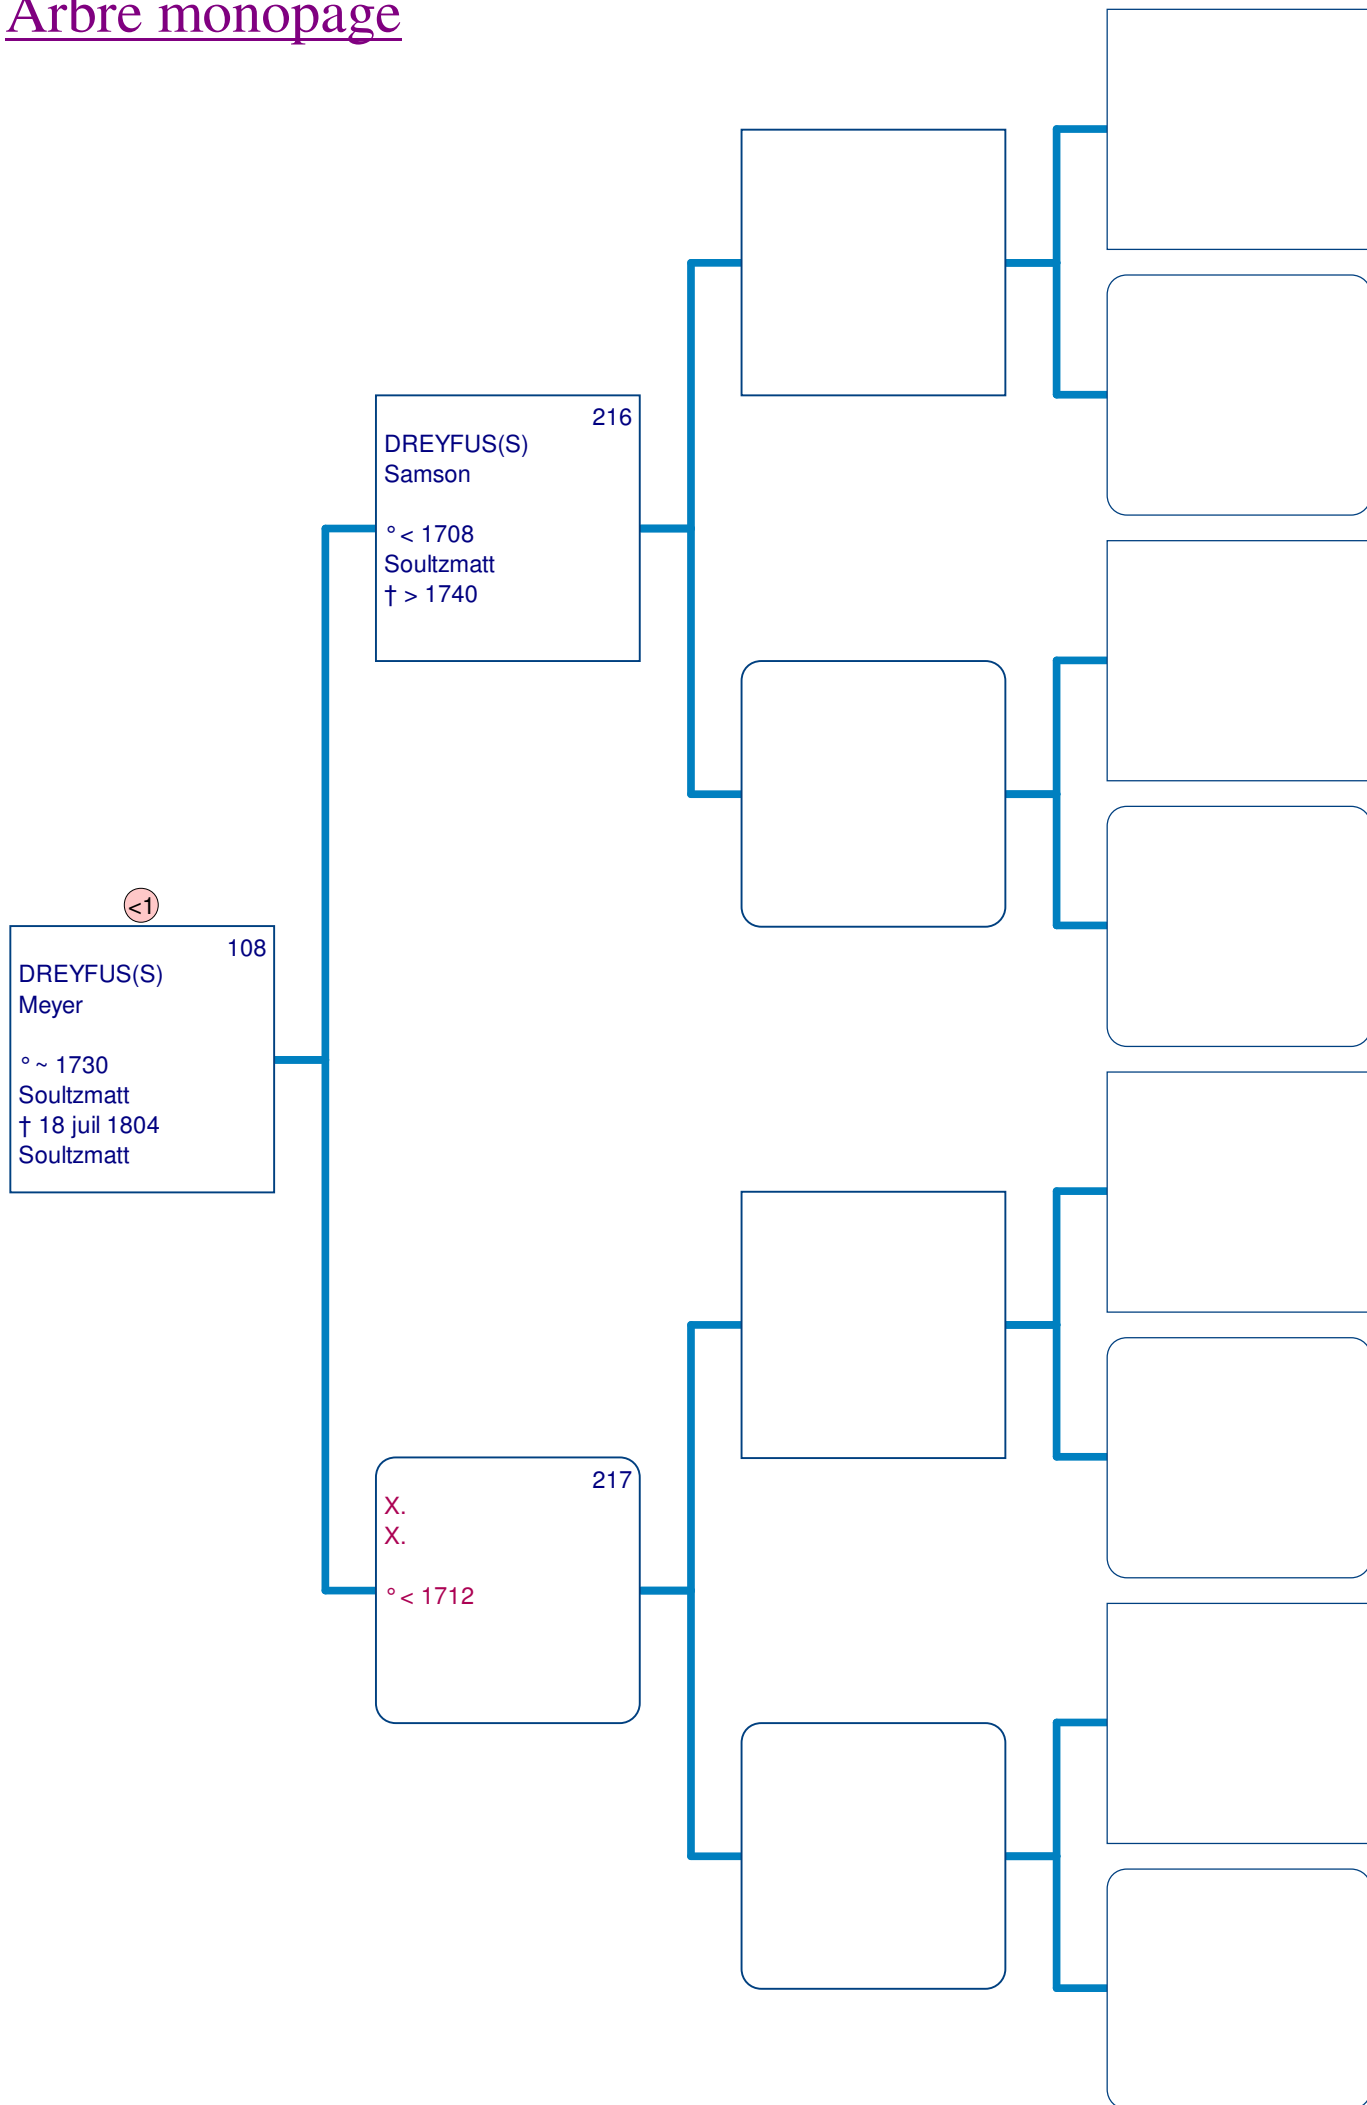 Arbre monopage
216
DREYFUS(S)
Samson
° < 1708
Soultzmatt
† > 1740
<1
108
DREYFUS(S)
Meyer
° ~ 1730
Soultzmatt
† 18 juil 1804
Soultzmatt
217
X.
X.
° < 1712